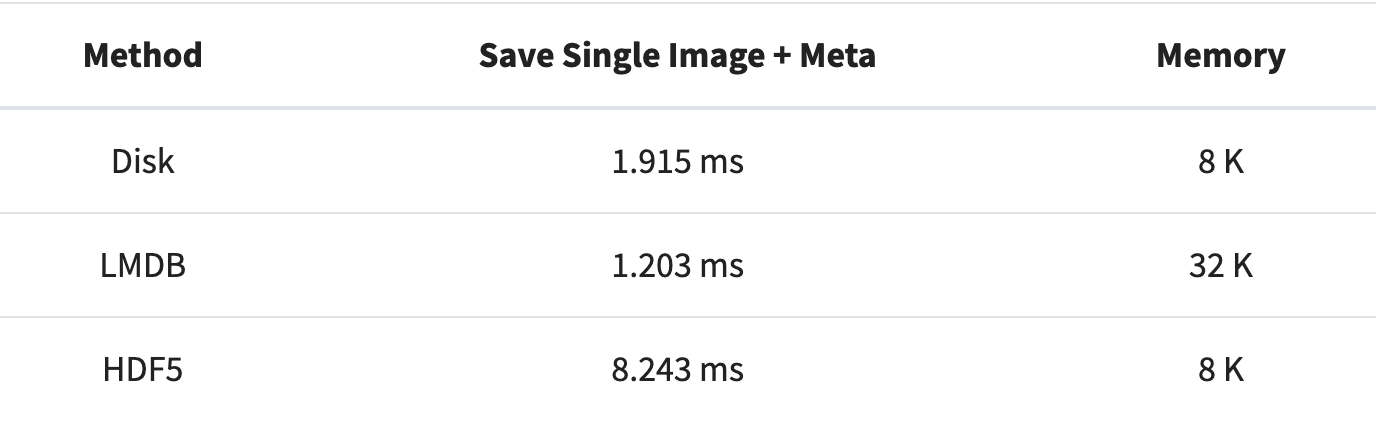 Method Save Single Image + Meta Memory
Disk 1.915 ms 8 K
LMDB 1.203 ms 32 K
HDF5 8.243 ms 8 K